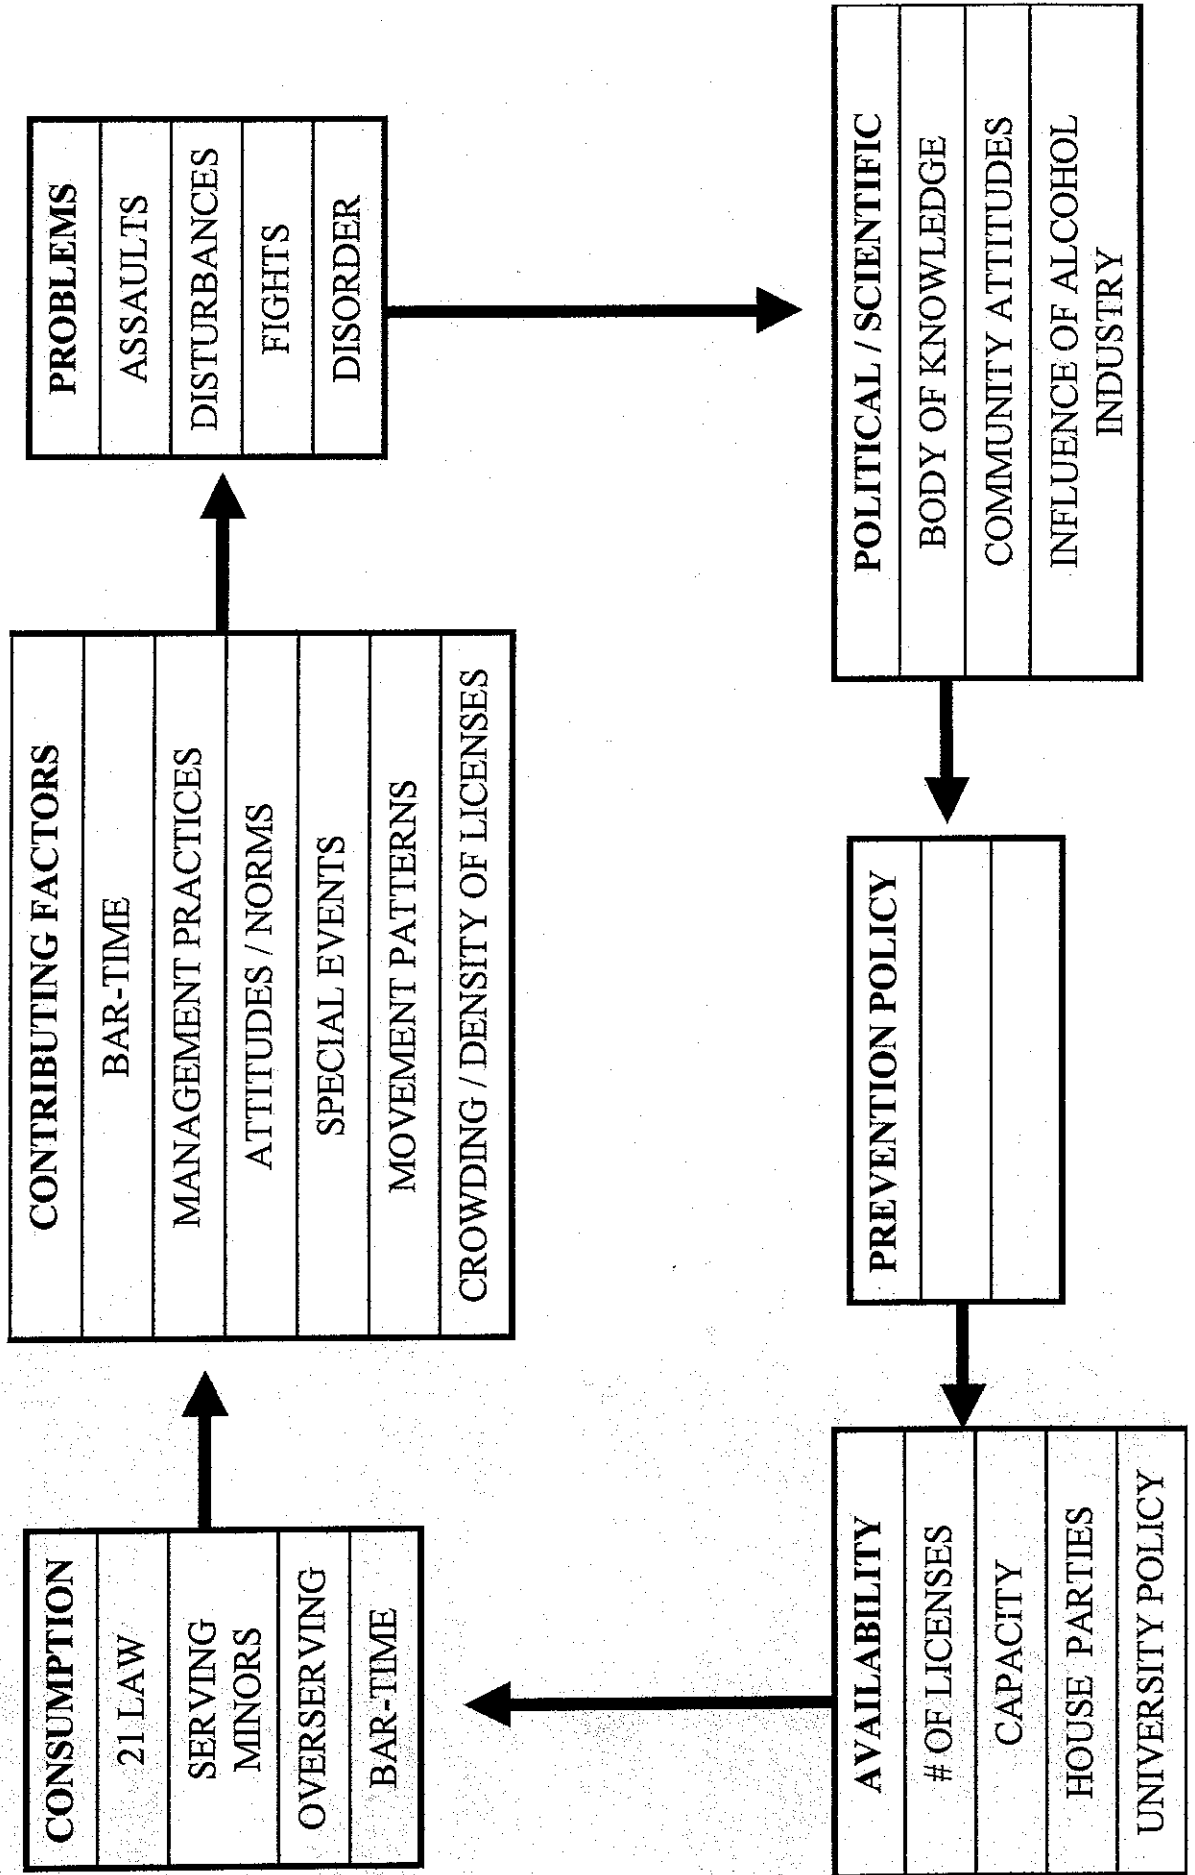 CONSUMPTION
21 LAW
SERVING
MINORS
OVERSERVING
BAR-TIME
CONTRIBUTING FACTORS
BAR-TIME
MANAGEMENT PRACTICES
ATTITUDES / NORMS
SPECIAL EVENTS
MOVEMENT PATTERNS
CROWDING / DENSITY OF LICENSES
PROBLEMS
ASSAULTS
DISTURBANCES
FIGHTS
DISORDER
AVAILABILITY
# OF LICENSES
CAPACITY
HOUSE PARTIES
UNIVERSITY POLICY
PREVENTION POLICY
POLITICAL / SCIENTIFIC
BODY OF KNOWLEDGE
COMMUNITY ATTITUDES
INFLUENCE OF ALCOHOL
INDUSTRY